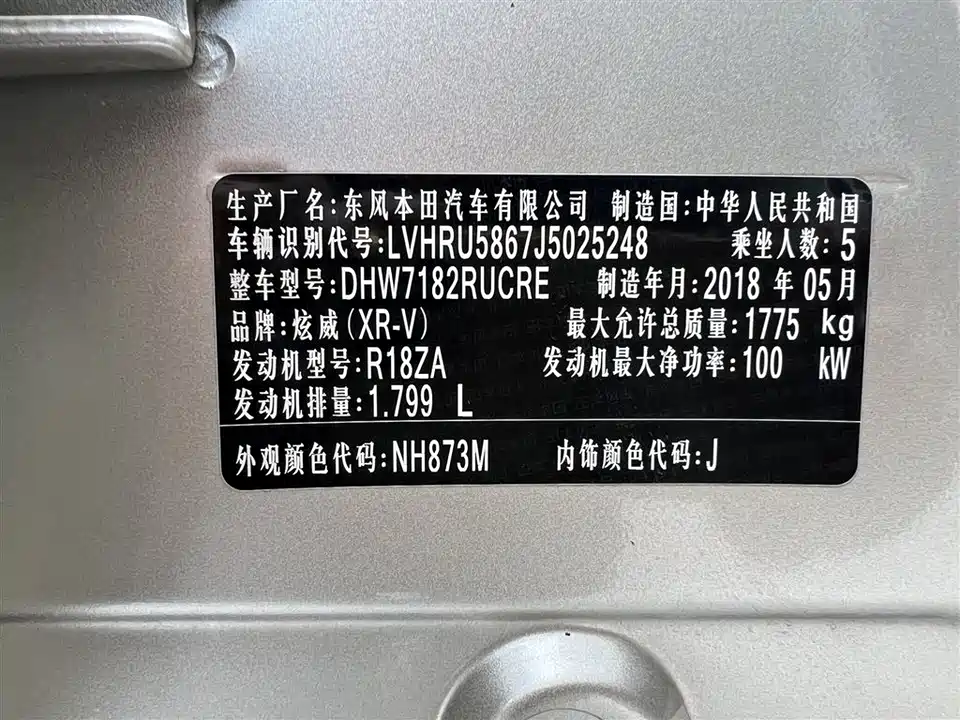 生产厂名:东风本田汽车有限公司 制造国:中华人民共和国
车辆识别代号:LVHRU5867J5025248 乘坐人数:5
整车型号:DHW7182RUCRE 制造年月:2018 年 05月
品牌:炫威(XR-V) 最大允许总质量:1775 kg
发动机型号:R18ZA 发动机最大净功率:100 kW
发动机排量:1.799 L
外观颜色代码:NH873M 内饰颜色代码:J